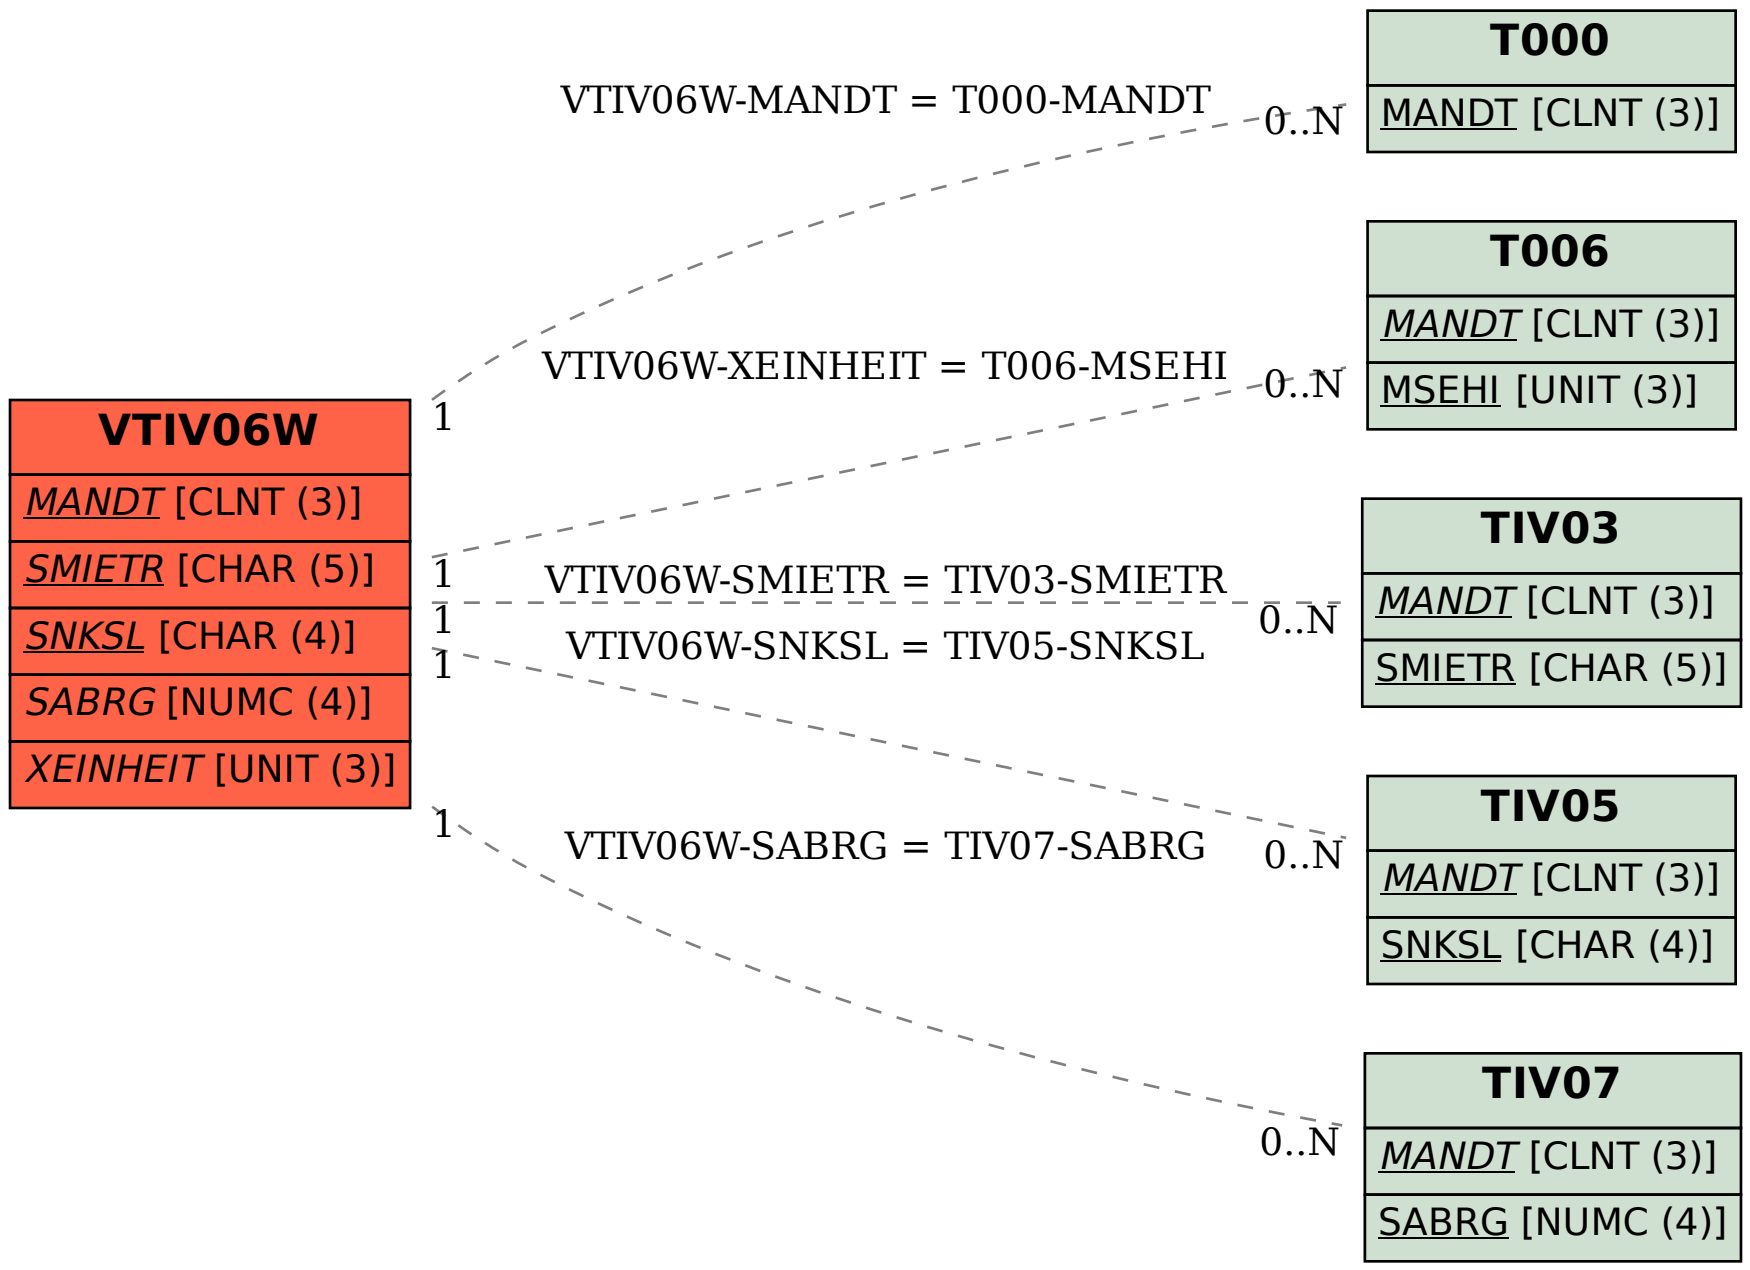 VTIV06W
MANDT [CLNT (3)]
SMIETR [CHAR (5)]
SNKSL [CHAR (4)]
SABRG [NUMC (4)]
XEINHEIT [UNIT (3)]
VTIV06W-MANDT = T000-MANDT
1
0..N
VTIV06W-XEINHEIT = T006-MSEHI
1
0..N
VTIV06W-SMIETR = TIV03-SMIETR
1
0..N
VTIV06W-SNKSL = TIV05-SNKSL
1
0..N
VTIV06W-SABRG = TIV07-SABRG
1
0..N
T000
MANDT [CLNT (3)]
T006
MANDT [CLNT (3)]
MSEHI [UNIT (3)]
TIV03
MANDT [CLNT (3)]
SMIETR [CHAR (5)]
TIV05
MANDT [CLNT (3)]
SNKSL [CHAR (4)]
TIV07
MANDT [CLNT (3)]
SABRG [NUMC (4)]